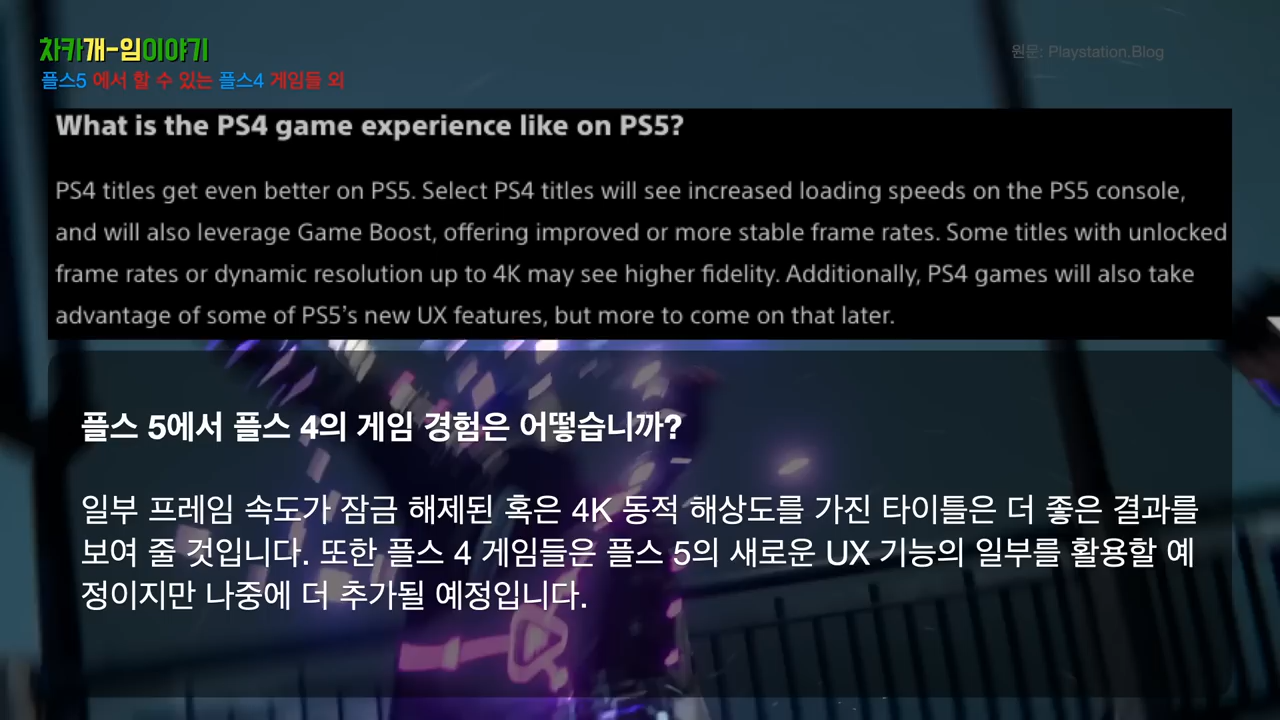 차카개-임이야기
원문: Playstation.Blog
플스5 에서 할 수 있는 플스4 게임들 외
What is the PS4 game experience like on PS5?
PS4 titles get even better on PS5. Select PS4 titles will see increased loading speeds on the PS5 console,
and will also leverage Game Boost, offering improved or more stable frame rates. Some titles with unlocked
frame rates or dynamic resolution up to 4K may see higher fidelity. Additionally, PS4 games will also take
advantage of some of PS5’s new UX features, but more to come on that later.
플스 5에서 플스 4의 게임 경험은 어떻습니까?
일부 프레임 속도가 잠금 해제된 혹은 4K 동적 해상도를 가진 타이틀은 더 좋은 결과를
보여 줄 것입니다. 또한 플스 4 게임들은 플스 5의 새로운 UX 기능의 일부를 활용할 예
정이지만 나중에 더 추가될 예정입니다.